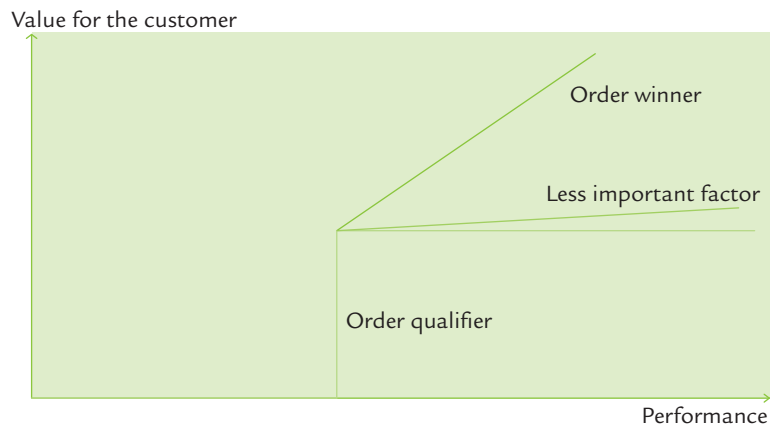 Value for the customer
Order winner
Less important factor
Order qualifier
Performance